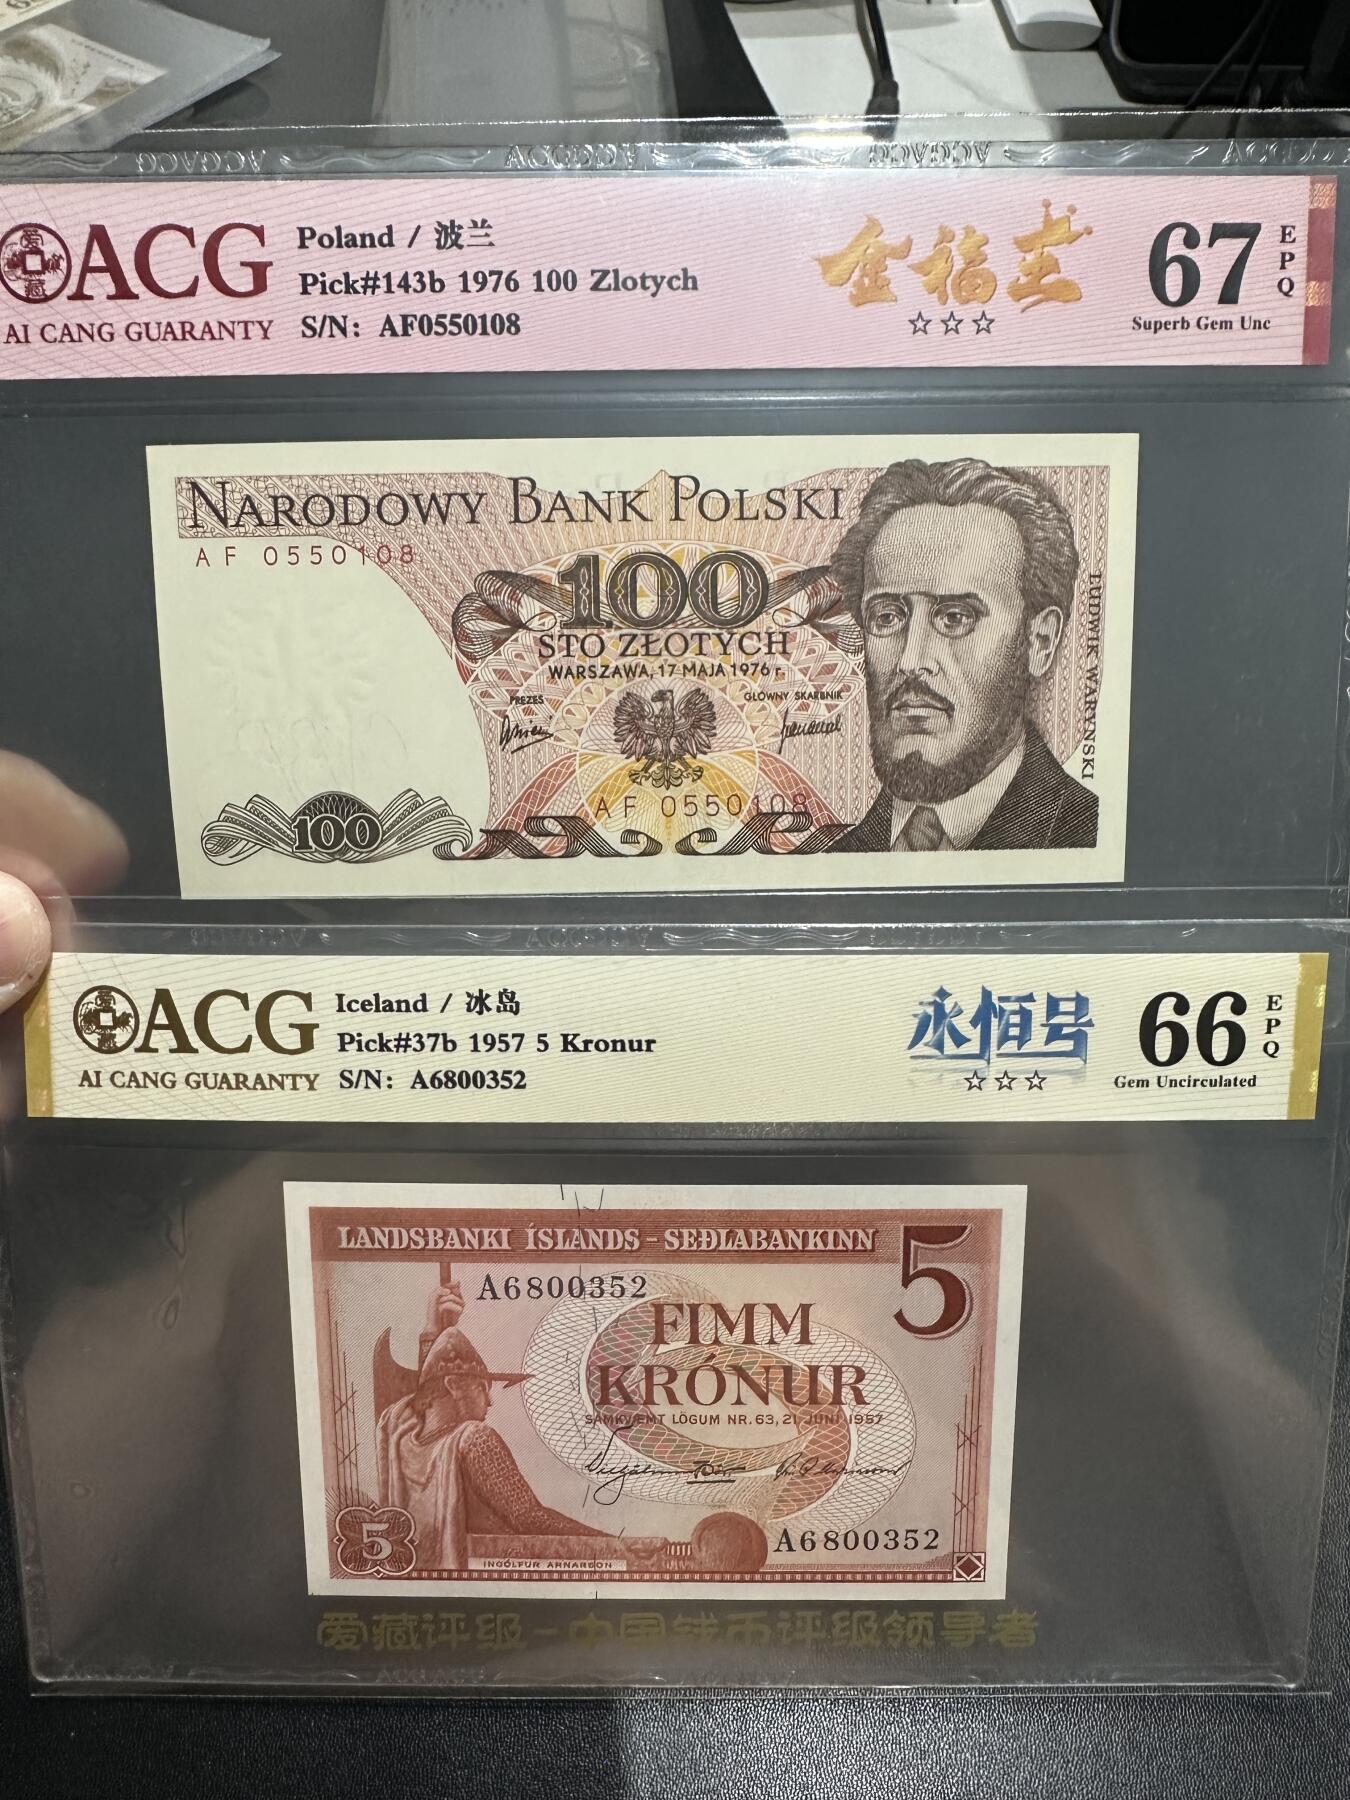 ACG
AI CANG GUARANTY
Poland / 波兰
Pick#143b 1976 100 Zlotych
S/N: AF0550108
金福圭
☆☆☆
67
EPQ
Superb Gem Unc
NARODOWY BANK POLSKI
AF 0550108
100
STO ZŁOTYCH
WARSZAWA, 17 MAJA 1976 r.
PREZES
GŁÓWNY SKARBNIK
AF 0550108
100
LUDWIK WARYŃSKI
ACG
AI CANG GUARANTY
Iceland / 冰岛
Pick#37b 1957 5 Kronur
S/N: A6800352
永恒号
☆☆☆
66
EPQ
Gem Uncirculated
LANDSBANKI ÍSLANDS - SEÐLABANKINN
5
A6800352
FIMM
KRÓNUR
SAMKVÆMT LÖGUM NR. 63, 21. JUNÍ 1957
A6800352
5
INGÓLFUR ARNARSON
爱藏评级-中国钱币评级领导者